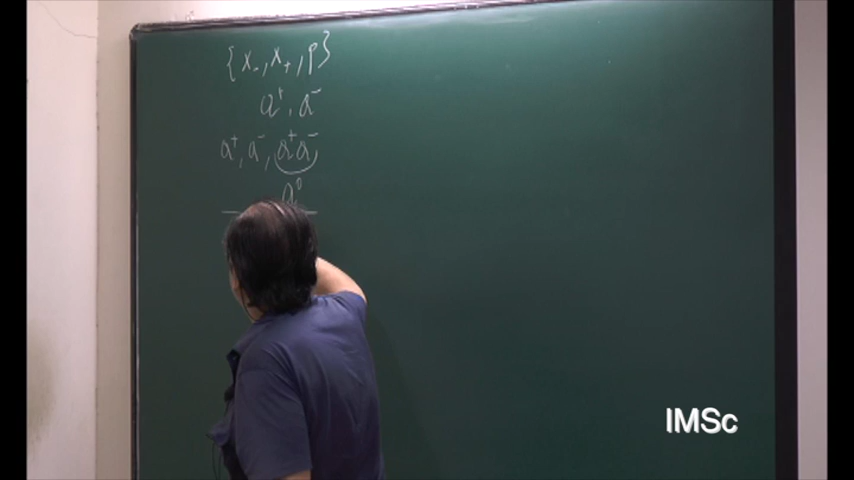 {x₋, x₊, p}
a⁺, a⁻
a⁺, a⁻, a⁺a⁻
a⁰
IMSc